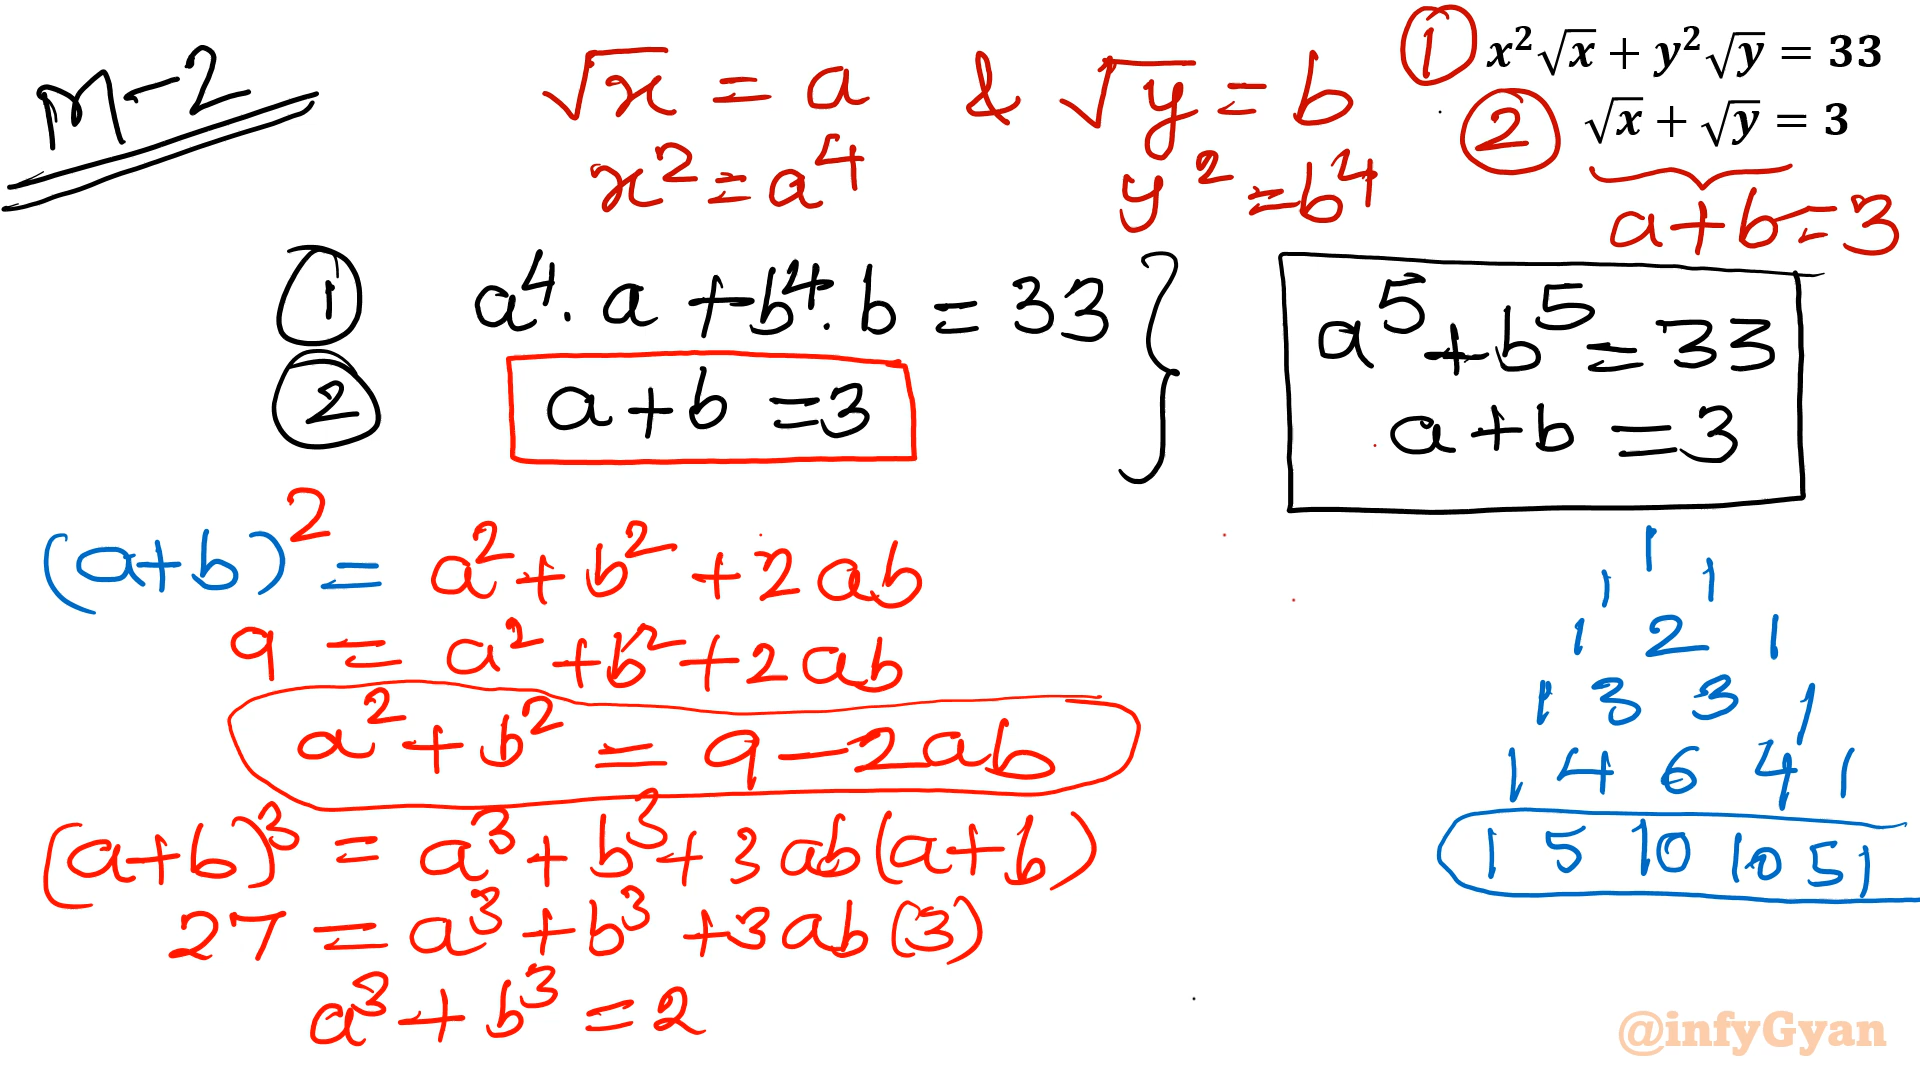 M-2
√x = a & √y = b
x² = a⁴ y² = b⁴
① x²√x + y²√y = 33
② √x + √y = 3
a+b=3
① a⁴. a + b⁴. b = 33
② a+b =3
a⁵+b⁵=33
a+b =3
(a+b)² = a²+b²+2ab
9 = a²+b²+2ab
a²+b² = 9-2ab
(a+b)³ = a³+b³+3ab(a+b)
27 = a³+b³ +3ab(3)
a³+b³ =2
1
1 1
1 2 1
1 3 3 1
1 4 6 4 1
1 5 10 10 5 1
@infyGyan